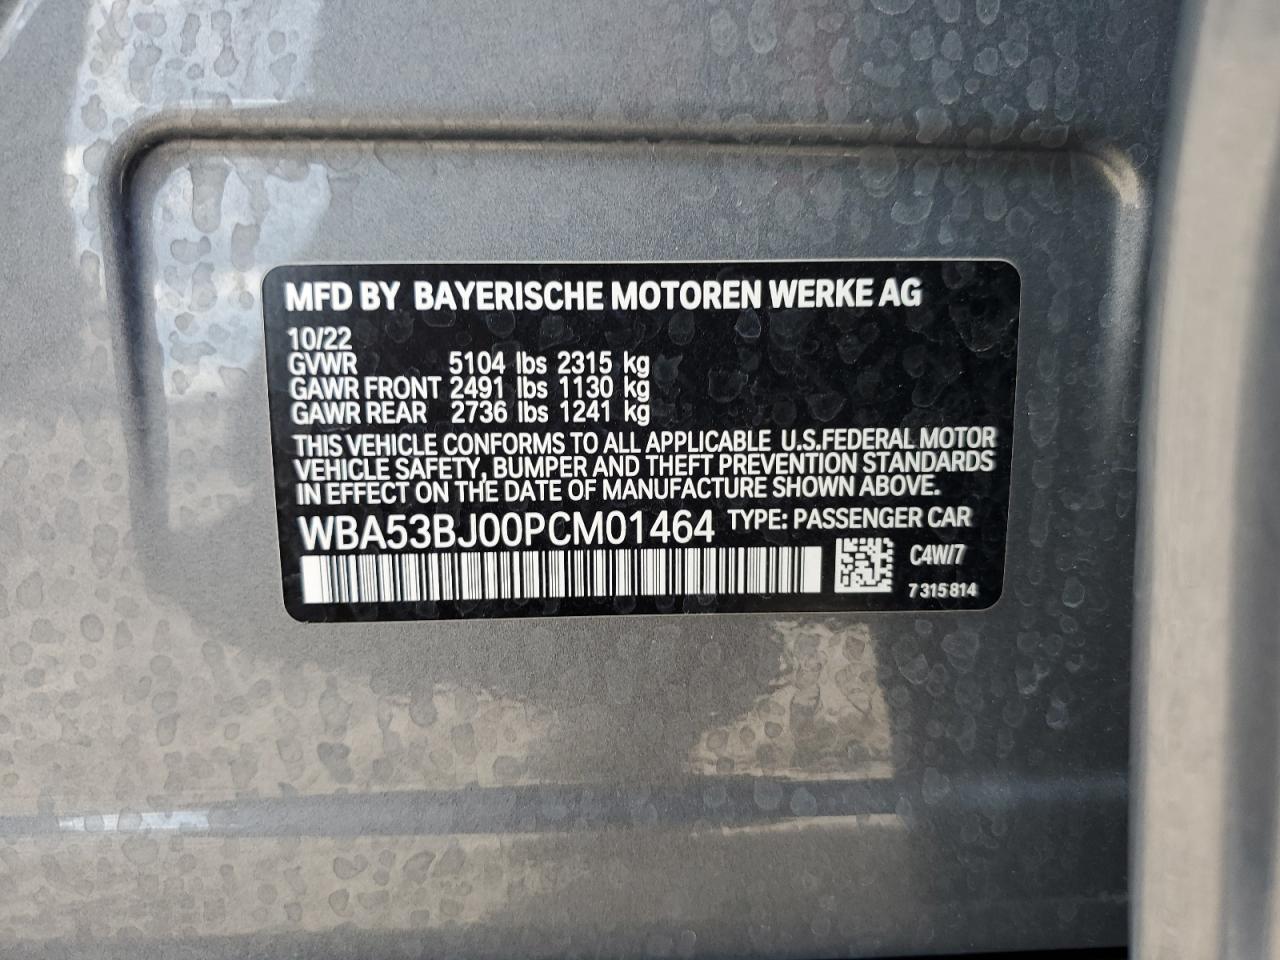 MFD BY BAYERISCHE MOTOREN WERKE AG
10/22
GVWR 5104 lbs 2315 kg
GAWR FRONT 2491 lbs 1130 kg
GAWR REAR 2736 lbs 1241 kg
THIS VEHICLE CONFORMS TO ALL APPLICABLE U.S.FEDERAL MOTOR
VEHICLE SAFETY, BUMPER AND THEFT PREVENTION STANDARDS
IN EFFECT ON THE DATE OF MANUFACTURE SHOWN ABOVE.
WBA53BJ00PCM01464 TYPE: PASSENGER CAR
C4W/7
7 315 814